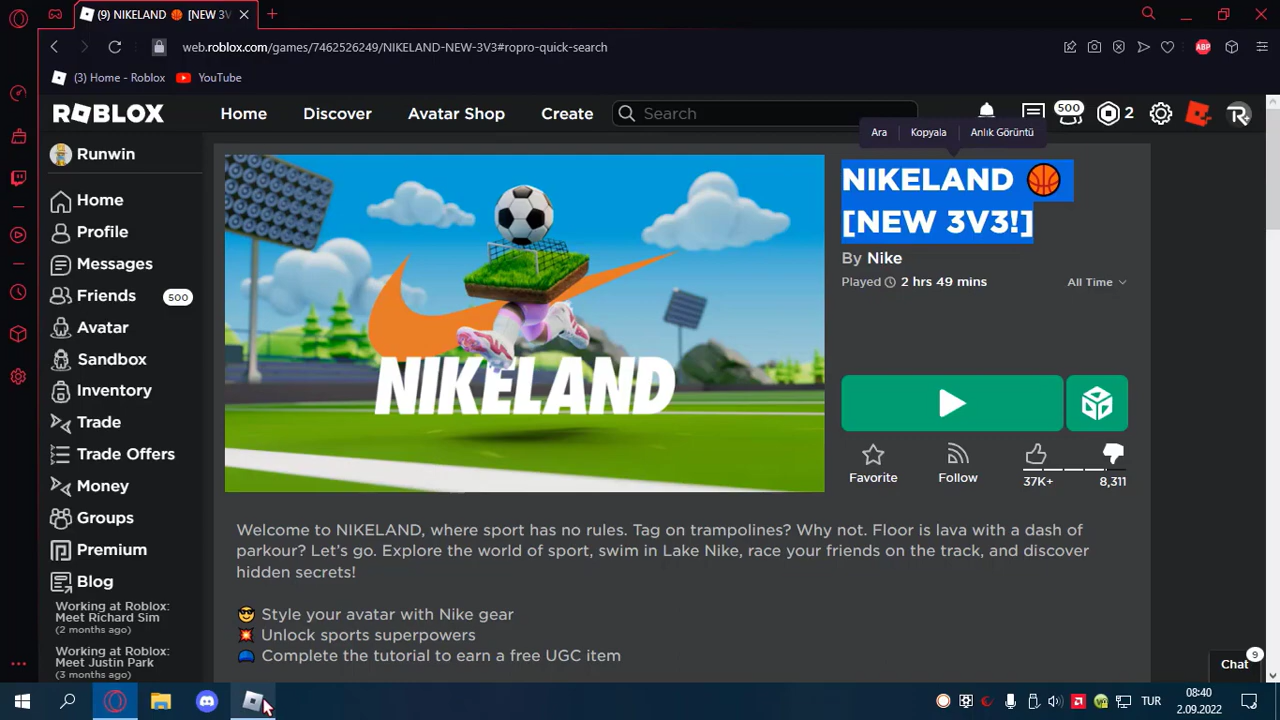 (9) NIKELAND 🏀 [NEW 3V
web.roblox.com/games/7462526249/NIKELAND-NEW-3V3#ropro-quick-search
ABP
(3) Home - Roblox
YouTube
ROBLOX
Home
Discover
Avatar Shop
Create
Search
500
2
Ara
Kopyala
Anlık Görüntü
Runwin
Home
Profile
Messages
Friends
500
Avatar
Sandbox
Inventory
Trade
Trade Offers
Money
Groups
Premium
Blog
Working at Roblox:
Meet Richard Sim
(2 months ago)
Working at Roblox:
Meet Justin Park
(3 months ago)
NIKELAND
NIKELAND 🏀
[NEW 3V3!]
By Nike
Played 2 hrs 49 mins
All Time
Favorite
Follow
37K+
8,311
Welcome to NIKELAND, where sport has no rules. Tag on trampolines? Why not. Floor is lava with a dash of
parkour? Let's go. Explore the world of sport, swim in Lake Nike, race your friends on the track, and discover
hidden secrets!
😎 Style your avatar with Nike gear
💥 Unlock sports superpowers
🧢 Complete the tutorial to earn a free UGC item
Chat
9
TUR
08:40
2.09.2022